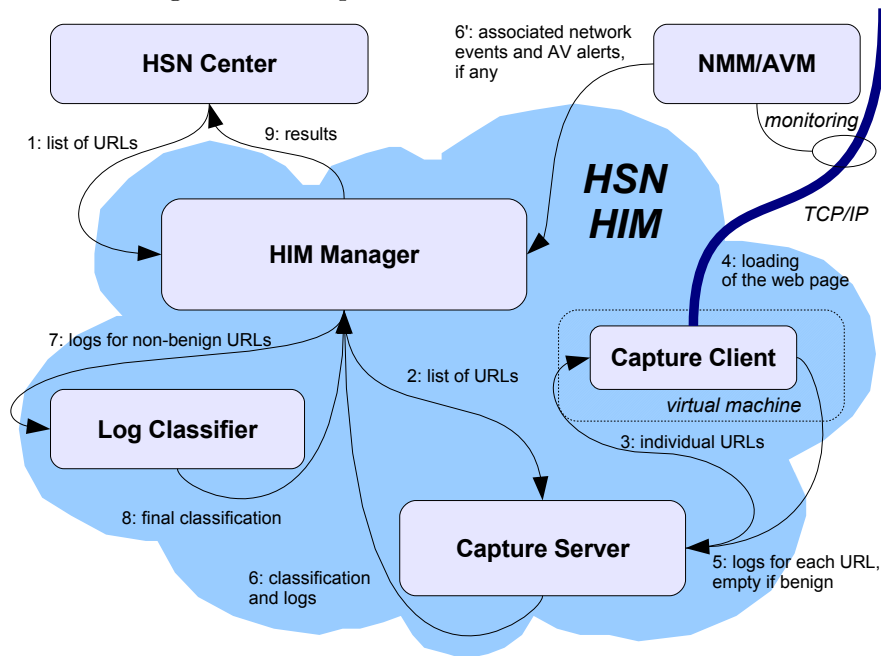 HSN Center
6': associated network
events and AV alerts,
if any
NMM/AVM
monitoring
1: list of URLs
9: results
HSN
HIM
TCP/IP
HIM Manager
4: loading
of the web page
7: logs for non-benign URLs
Capture Client
2: list of URLs
virtual machine
Log Classifier
3: individual URLs
8: final classification
Capture Server
5: logs for each URL,
empty if benign
6: classification
and logs